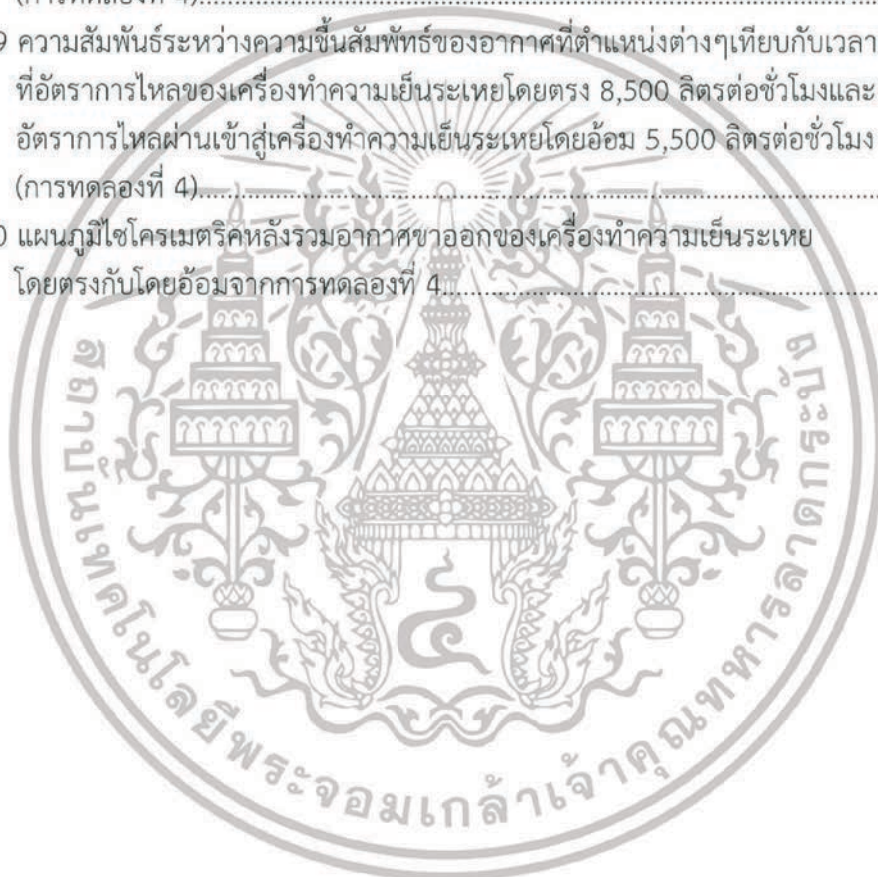 (การทดลองที่ 4)
9 ความสัมพันธ์ระหว่างความชื้นสัมพัทธ์ของอากาศที่ตำแหน่งต่างๆเทียบกับเวลา
ที่อัตราการไหลของเครื่องทำความเย็นระเหยโดยตรง 8,500 ลิตรต่อชั่วโมงและ
อัตราการไหลผ่านเข้าสู่เครื่องทำความเย็นระเหยโดยอ้อม 5,500 ลิตรต่อชั่วโมง
(การทดลองที่ 4)
0 แผนภูมิไซโครเมตริคหลังรวมอากาศขาออกของเครื่องทำความเย็นระเหย
โดยตรงกับโดยอ้อมจากการทดลองที่ 4
สถาบันเทคโนโลยีพระจอมเกล้าเจ้าคุณทหารลาดกระบัง
๔